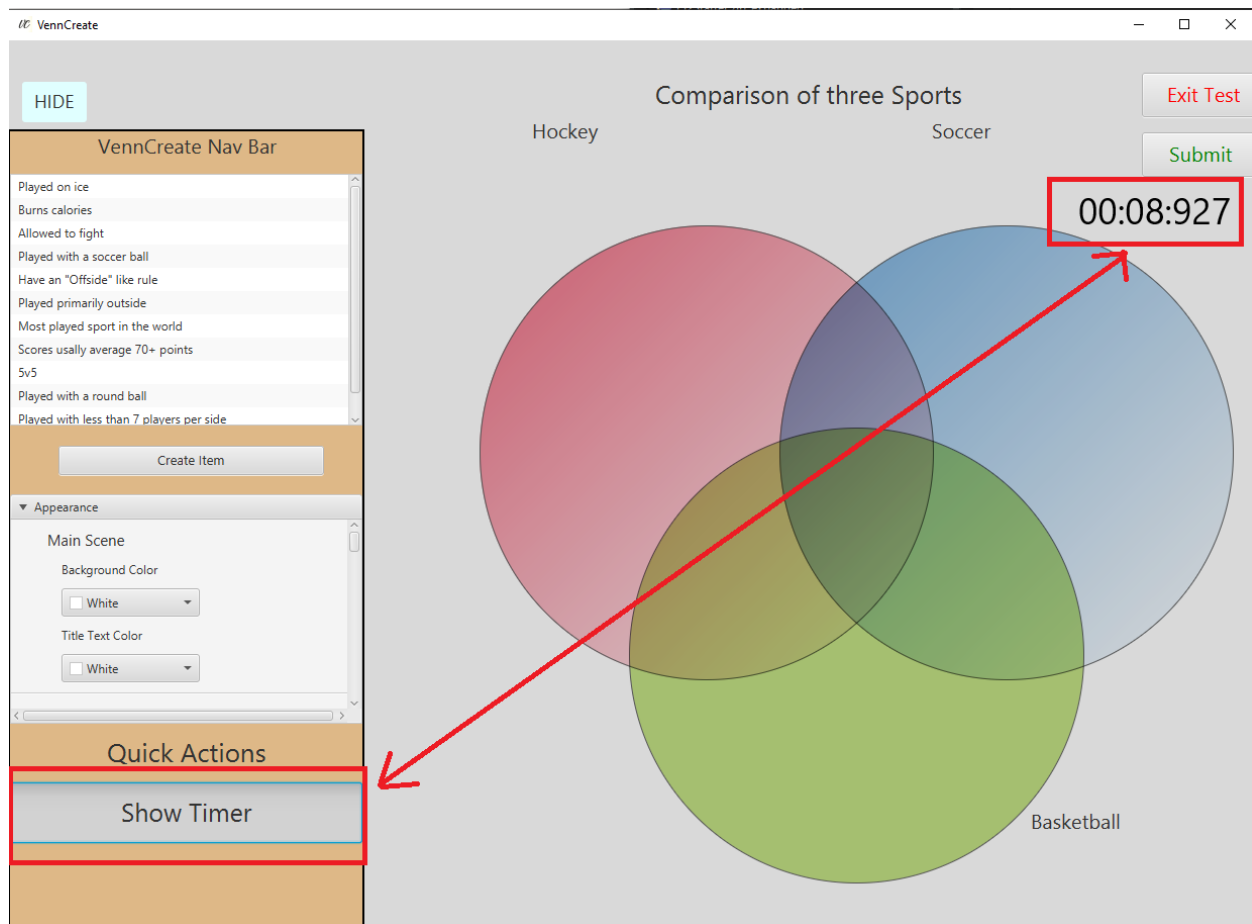 VC VennCreate
HIDE
Comparison of three Sports
Exit Test
Hockey
Soccer
Submit
00:08:927
VennCreate Nav Bar
Played on ice
Burns calories
Allowed to fight
Played with a soccer ball
Have an "Offside" like rule
Played primarily outside
Most played sport in the world
Scores usally average 70+ points
5v5
Played with a round ball
Played with less than 7 players per side
Create Item
Appearance
Main Scene
Background Color
White
Title Text Color
White
Quick Actions
Show Timer
Basketball